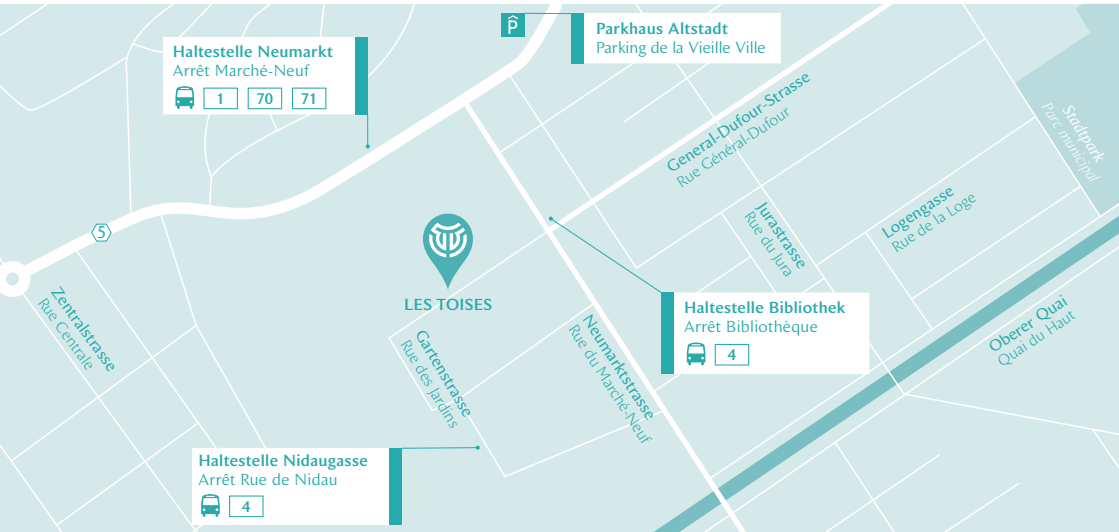 P
Parkhaus Altstadt
Parking de la Vieille Ville
Haltestelle Neumarkt
Arrêt Marché-Neuf
1 70 71
General-Dufour-Strasse
Rue Général-Dufour
Stadtpark
Parc municipal
Jurastrasse
Rue du Jura
Logengasse
Rue de la Loge
5
LES TOISES
Zentralstrasse
Rue Centrale
Gartenstrasse
Rue des Jardins
Neumarktstrasse
Rue du Marché-Neuf
Haltestelle Bibliothek
Arrêt Bibliothèque
4
Oberer Quai
Quai du Haut
Haltestelle Nidaugasse
Arrêt Rue de Nidau
4